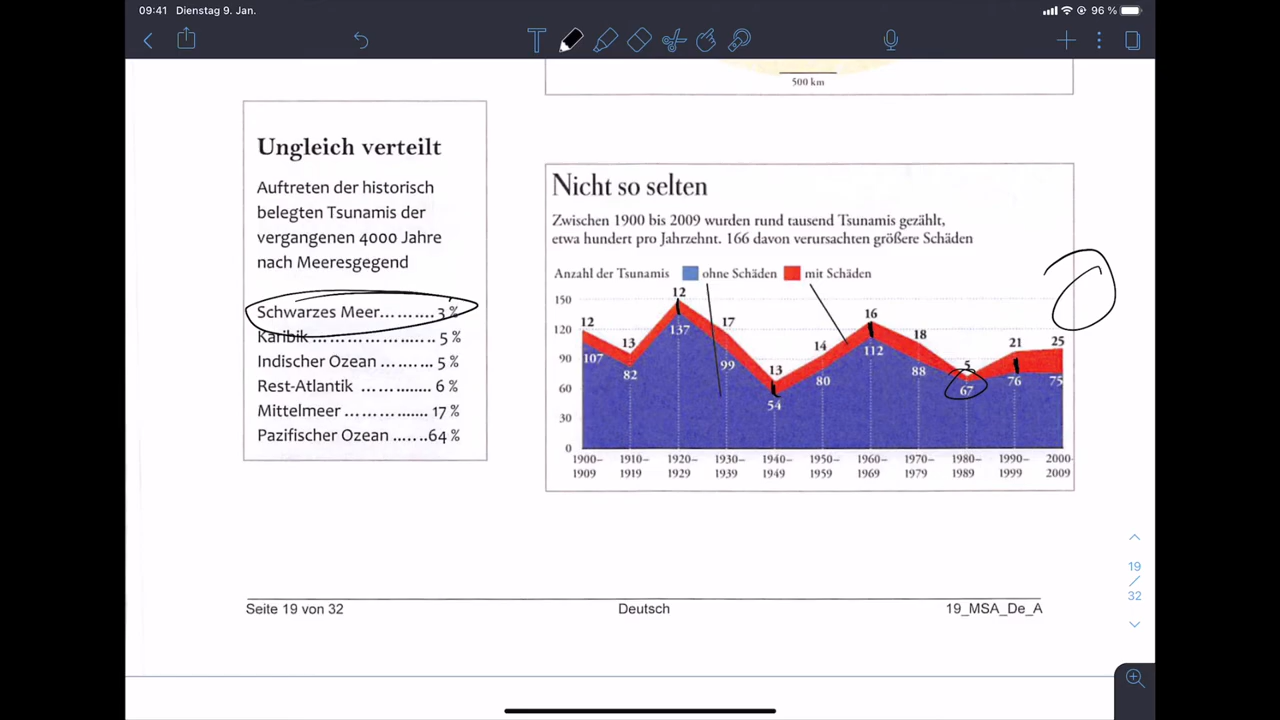 09:41 Dienstag 9. Jan.
96 %
T
500 km
Ungleich verteilt
Auftreten der historisch
belegten Tsunamis der
vergangenen 4000 Jahre
nach Meeresgegend
Schwarzes Meer.......... 3 %
Karibik..................... 5 %
Indischer Ozean .......... 5 %
Rest-Atlantik ............. 6 %
Mittelmeer ............... 17 %
Pazifischer Ozean .......64 %
Nicht so selten
Zwischen 1900 bis 2009 wurden rund tausend Tsunamis gezählt,
etwa hundert pro Jahrzehnt. 166 davon verursachten größere Schäden
Anzahl der Tsunamis ohne Schäden mit Schäden
150
120
90
60
30
0
12 13 12 17 13 14 16 18 5 21 25
107 82 137 99 54 80 112 88 67 76 75
1900– 1910– 1920– 1930– 1940– 1950– 1960– 1970– 1980– 1990– 2000-
1909 1919 1929 1939 1949 1959 1969 1979 1989 1999 2009
Seite 19 von 32 Deutsch 19_MSA_De_A
19
/
32